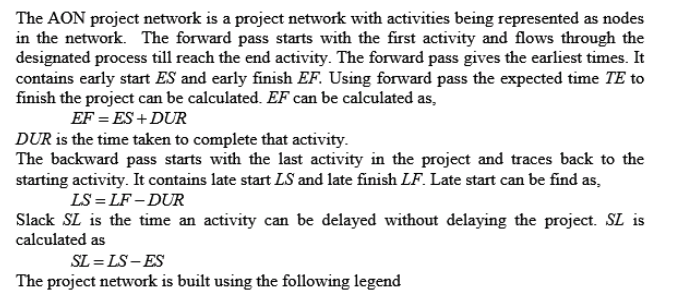 The AON project network is a project network with activities being represented as nodes
in the network. The forward pass starts with the first activity and flows through the
designated process till reach the end activity. The forward pass gives the earliest times. It
contains early start ES and early finish EF. Using forward pass the expected time TE to
finish the project can be calculated. EF can be calculated as,
EF = ES + DUR
DUR is the time taken to complete that activity.
The backward pass starts with the last activity in the project and traces back to the
starting activity. It contains late start LS and late finish LF. Late start can be find as,
LS = LF – DUR
Slack SL is the time an activity can be delayed without delaying the project. SL is
calculated as
SL = LS – ES
The project network is built using the following legend